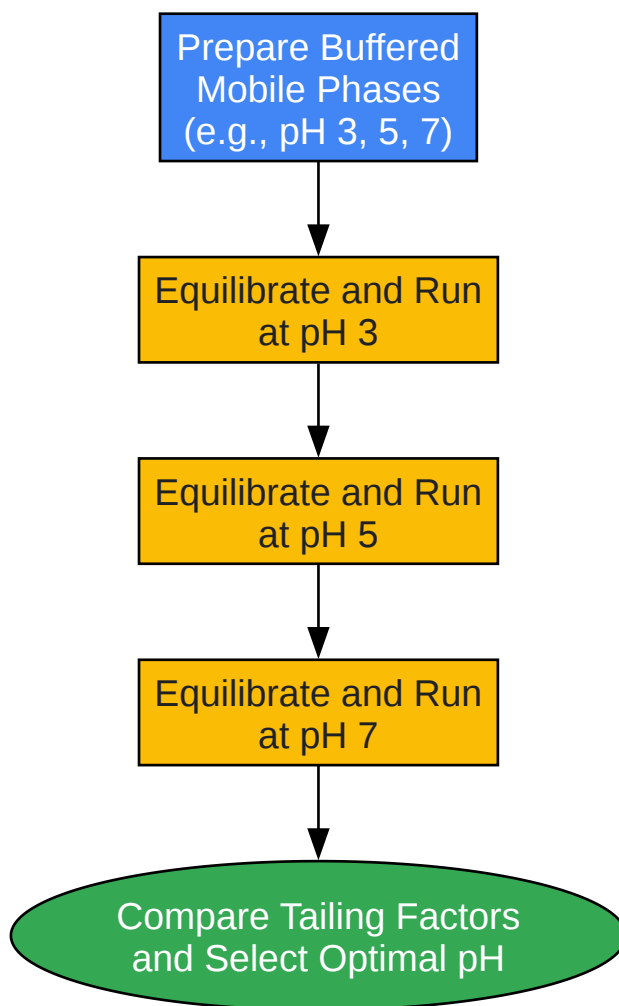 Prepare Buffered
Mobile Phases
(e.g., pH 3, 5, 7)
Equilibrate and Run
at pH 3
Equilibrate and Run
at pH 5
Equilibrate and Run
at pH 7
Compare Tailing Factors
and Select Optimal pH